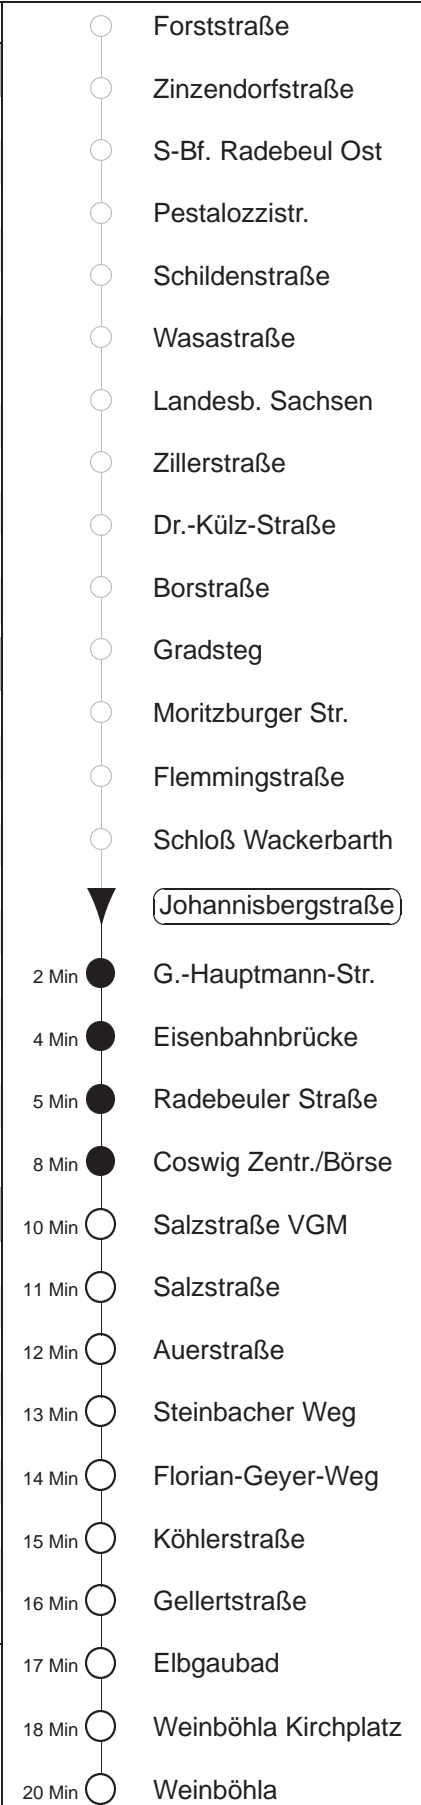 Forststraße
Zinzendorfstraße
S-Bf. Radebeul Ost
Pestalozzistr.
Schildenstraße
Wasastraße
Landesb. Sachsen
Zillerstraße
Dr.-Külz-Straße
Borstraße
Gradsteg
Moritzburger Str.
Flemmingstraße
Schloß Wackerbarth
Johannisbergstraße
2 Min G.-Hauptmann-Str.
4 Min Eisenbahnbrücke
5 Min Radebeuler Straße
8 Min Coswig Zentr./Börse
10 Min Salzstraße VGM
11 Min Salzstraße
12 Min Auerstraße
13 Min Steinbacher Weg
14 Min Florian-Geyer-Weg
15 Min Köhlerstraße
16 Min Gellertstraße
17 Min Elbgaubad
18 Min Weinböhla Kirchplatz
20 Min Weinböhla